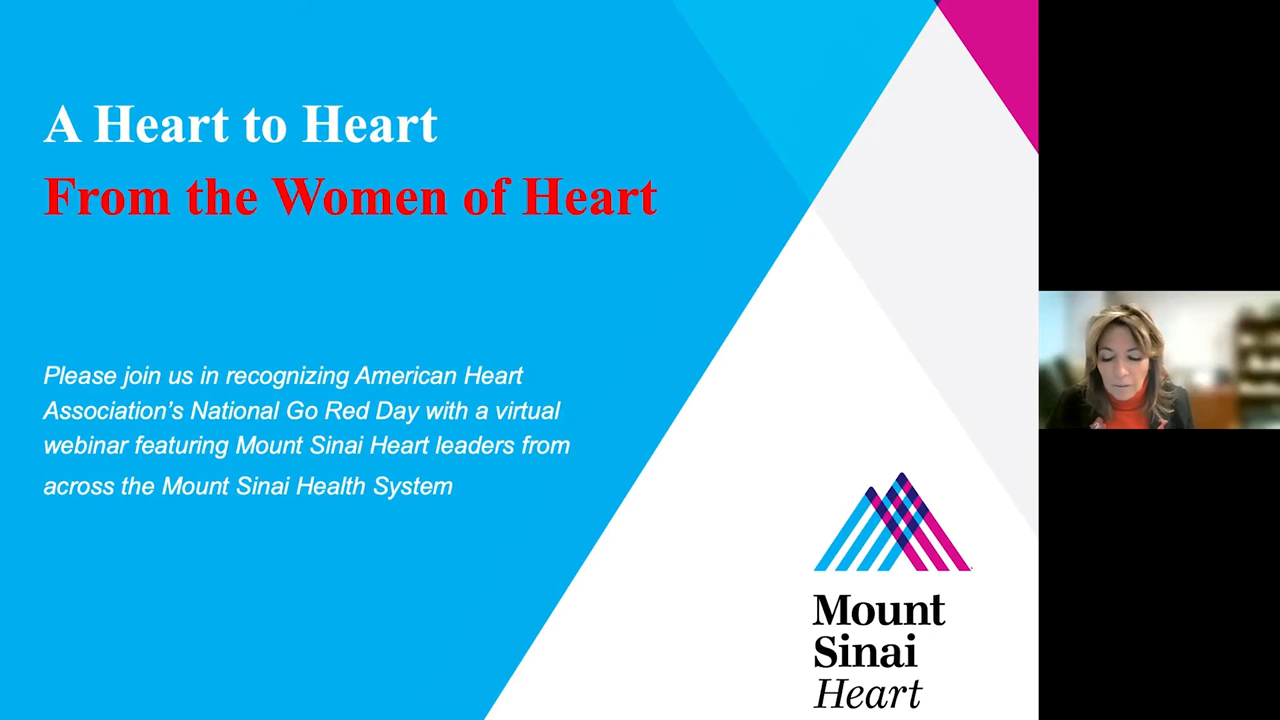 A Heart to Heart
From the Women of Heart
Please join us in recognizing American Heart
Association's National Go Red Day with a virtual
webinar featuring Mount Sinai Heart leaders from
across the Mount Sinai Health System
Mount
Sinai
Heart